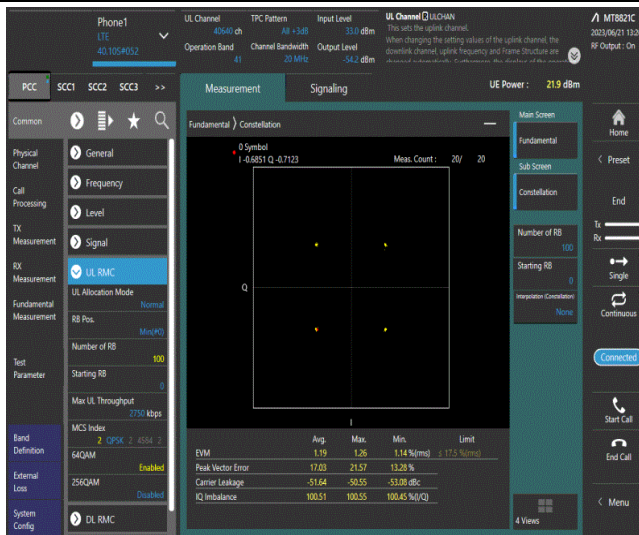 Phone1
LTE
40.10S#052
UL Channel
40640 ch
TPC Pattern
All +3dB
Input Level
33.0 dBm
Operation Band
41
Channel Bandwidth
20 MHz
Output Level
-54.2 dBm
UL Channel ULCHAN
This sets the uplink channel.
When changing the setting values of the uplink channel, the
downlink channel, uplink frequency and Frame Structure are
MT8821C
2023/06/21 13:20
RF Output : On
PCC SCC1 SCC2 SCC3 >>
Measurement Signaling
UE Power : 21.9 dBm
Common
Physical
Channel
Call
Processing
TX
Measurement
RX
Measurement
Fundamental
Measurement
Test
Parameter
Band
Definition
External
Loss
System
Config
General
Frequency
Level
Signal
UL RMC
UL Allocation Mode
Normal
RB Pos.
Min(#0)
Number of RB
100
Starting RB
0
Max UL Throughput
2750 kbps
MCS Index
2 QPSK 2 4584 2
64QAM
Enabled
256QAM
Disabled
DL RMC
Fundamental 〉 Constellation
0 Symbol
I -0.6851 Q -0.7123
Meas. Count : 20/ 20
Q
I
Avg. Max. Min. Limit
EVM 1.19 1.26 1.14 %(rms) ≤ 17.5 %(rms)
Peak Vector Error 17.03 21.57 13.28 %
Carrier Leakage -51.64 -50.55 -53.08 dBc
IQ Imbalance 100.51 100.55 100.45 %(I/Q)
Main Screen
Fundamental
Sub Screen
Constellation
Number of RB
100
Starting RB
0
Interpolation (Constellation)
None
4 Views
Home
Preset
End
Tx
Rx
Single
Continuous
Connected
Start Call
End Call
Menu